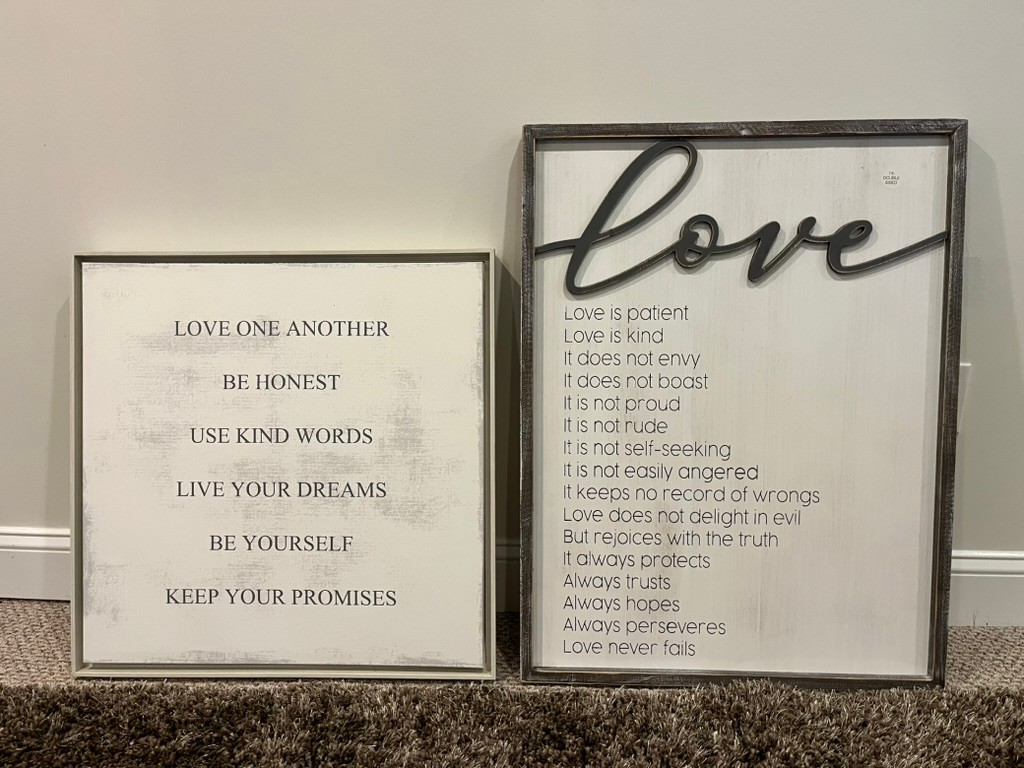 LOVE ONE ANOTHER
BE HONEST
USE KIND WORDS
LIVE YOUR DREAMS
BE YOURSELF
KEEP YOUR PROMISES
love
Love is patient
Love is kind
It does not envy
It does not boast
It is not proud
It is not rude
It is not self-seeking
It is not easily angered
It keeps no record of wrongs
Love does not delight in evil
But rejoices with the truth
It always protects
Always trusts
Always hopes
Always perseveres
Love never fails
DOUBLE
SIDED